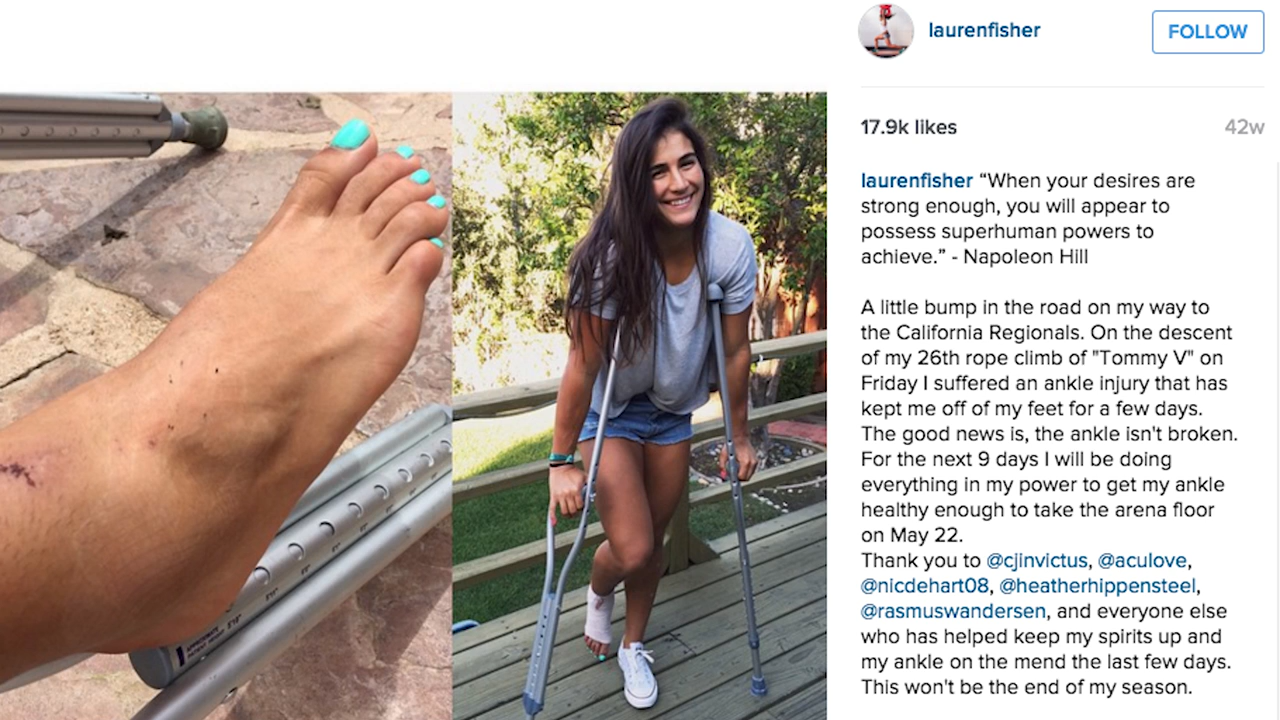 laurenfisher
FOLLOW
17.9k likes
42w
laurenfisher “When your desires are
strong enough, you will appear to
possess superhuman powers to
achieve.” - Napoleon Hill
A little bump in the road on my way to
the California Regionals. On the descent
of my 26th rope climb of "Tommy V" on
Friday I suffered an ankle injury that has
kept me off of my feet for a few days.
The good news is, the ankle isn't broken.
For the next 9 days I will be doing
everything in my power to get my ankle
healthy enough to take the arena floor
on May 22.
Thank you to @cjinvictus, @aculove,
@nicdehart08, @heatherhippensteel,
@rasmuswandersen, and everyone else
who has helped keep my spirits up and
my ankle on the mend the last few days.
This won't be the end of my season.